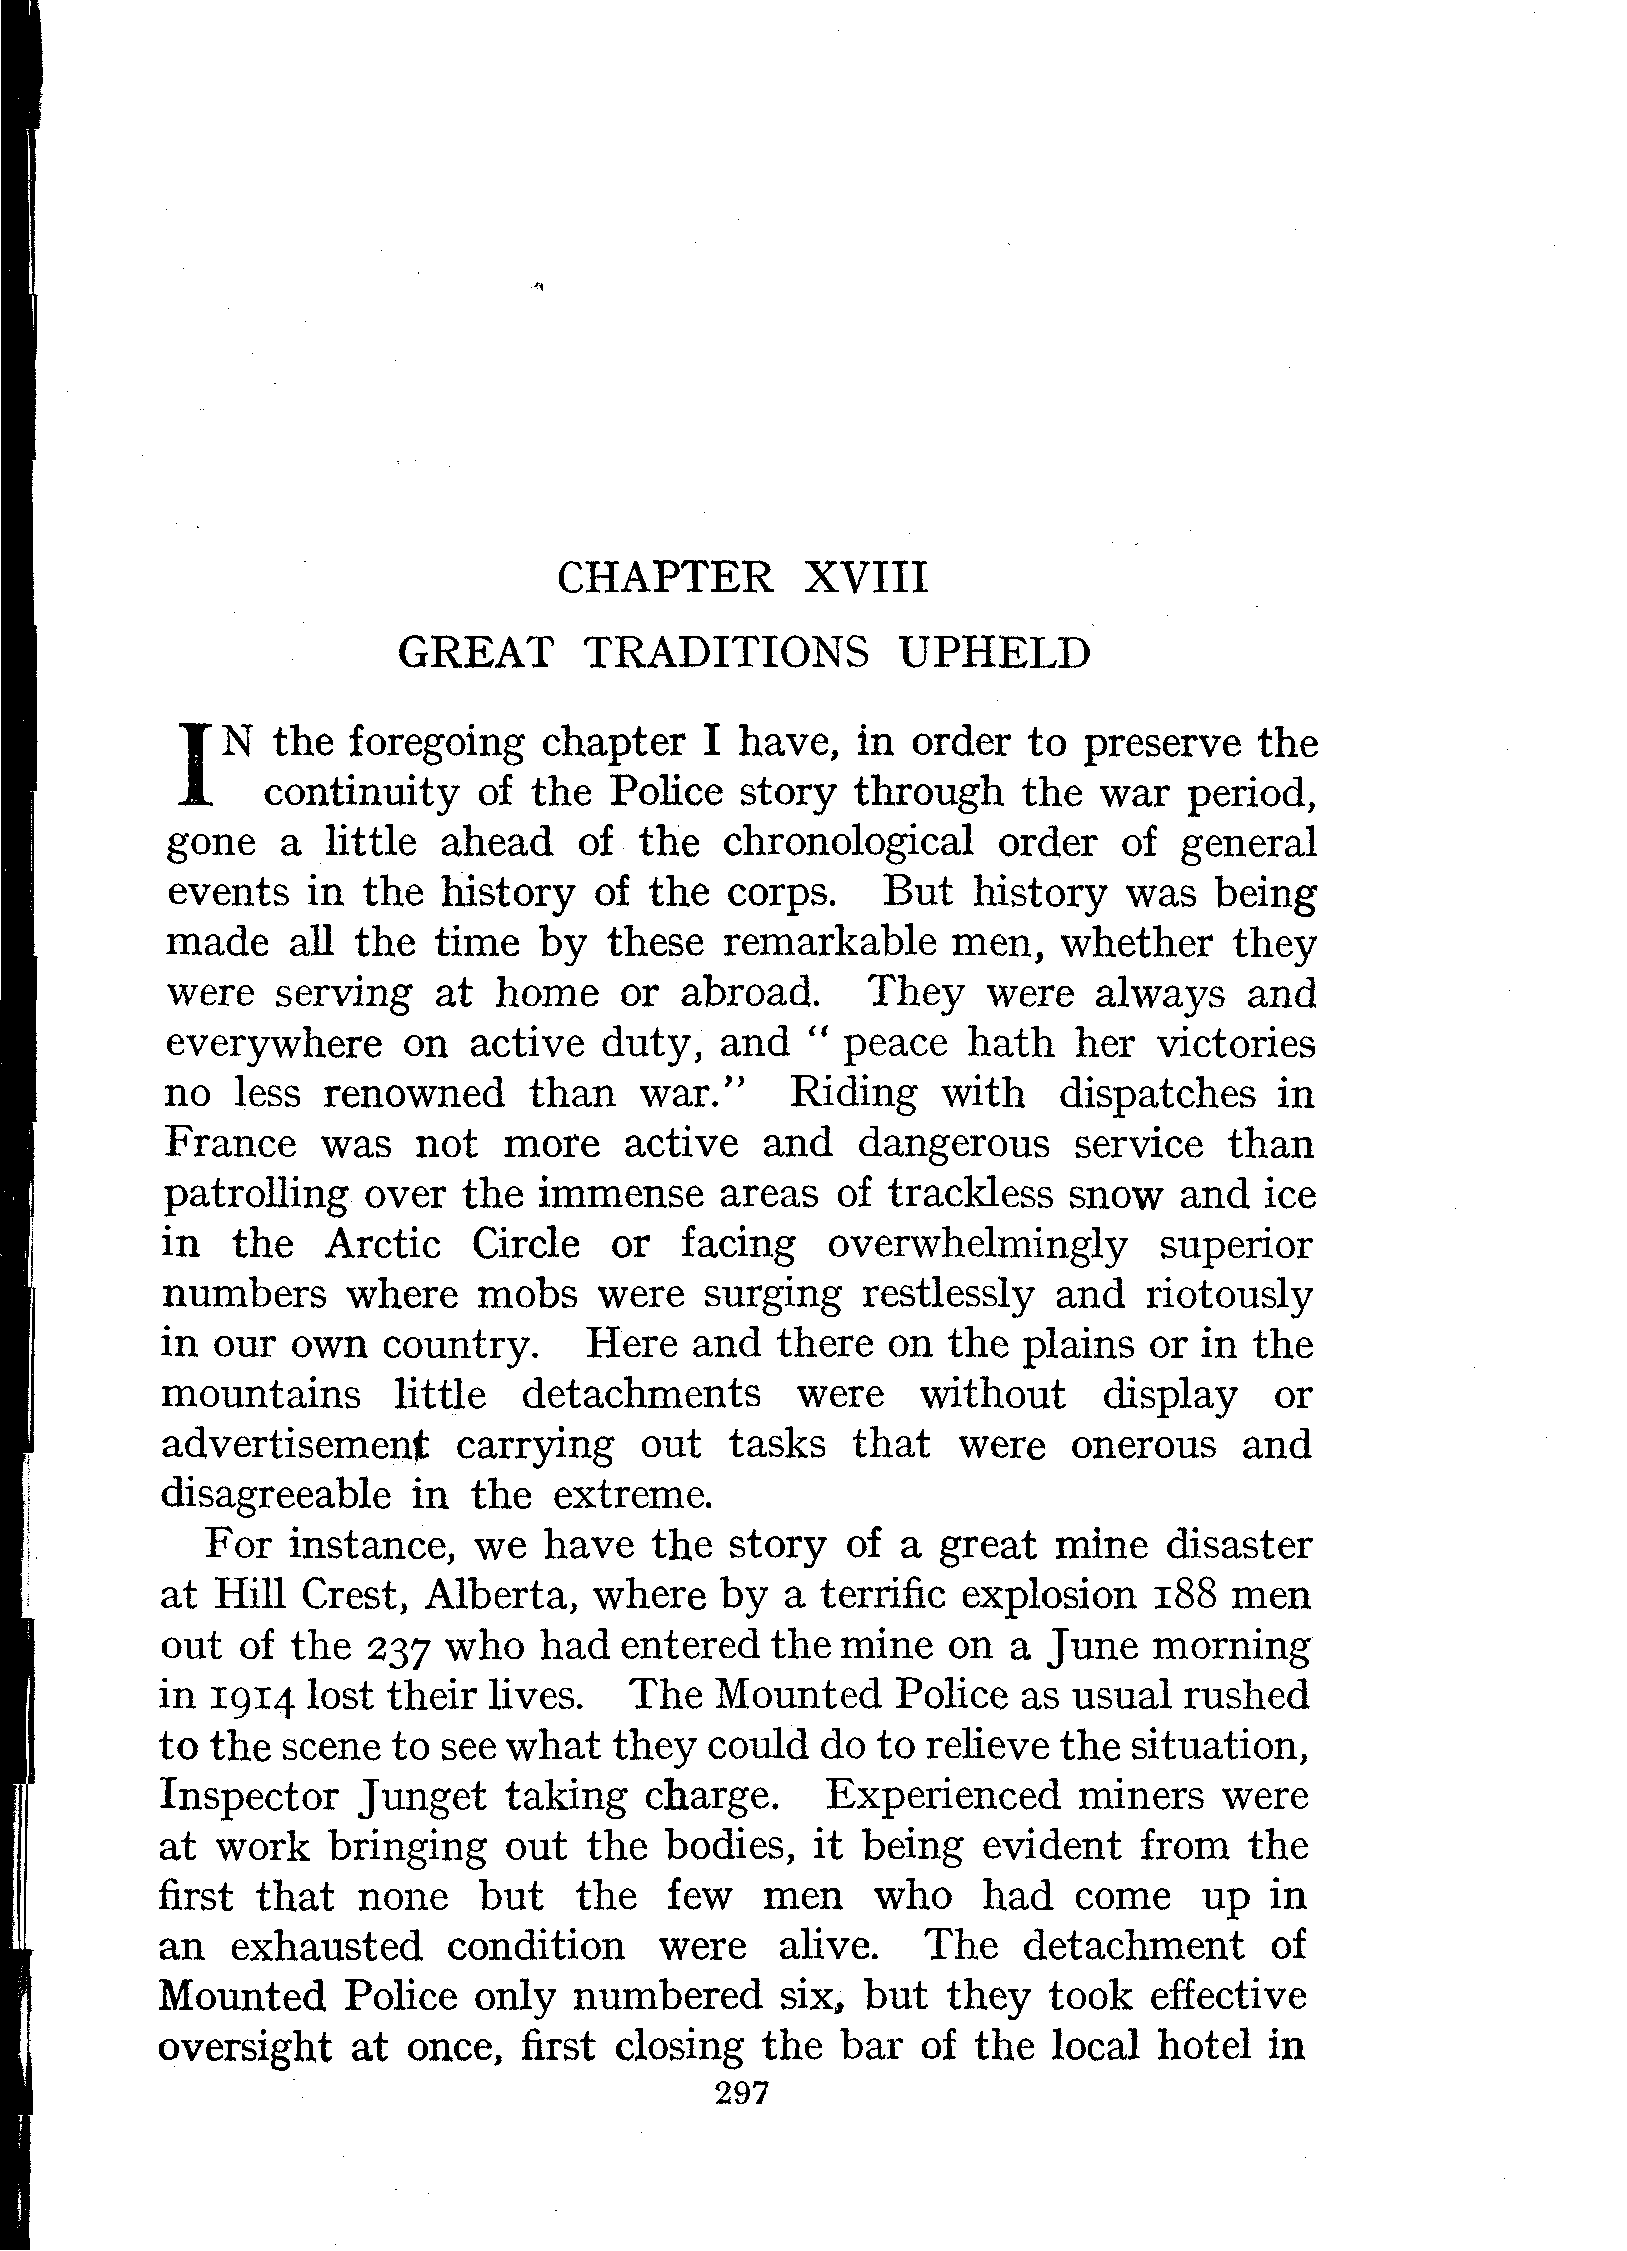 CHAPTER XVIII
GREAT TRADITIONS UPHELD
IN the foregoing chapter I have, in order to preserve the
continuity of the Police story through the war period,
gone a little ahead of the chronological order of general
events in the history of the corps. But history was being
made all the time by these remarkable men, whether they
were serving at home or abroad. They were always and
everywhere on active duty, and “ peace hath her victories
no less renowned than war.” Riding with dispatches in
France was not more active and dangerous service than
patrolling over the immense areas of trackless snow and ice
in the Arctic Circle or facing overwhelmingly superior
numbers where mobs were surging restlessly and riotously
in our own country. Here and there on the plains or in the
mountains little detachments were without display or
advertisement carrying out tasks that were onerous and
disagreeable in the extreme.
For instance, we have the story of a great mine disaster
at Hill Crest, Alberta, where by a terrific explosion 188 men
out of the 237 who had entered the mine on a June morning
in 1914 lost their lives. The Mounted Police as usual rushed
to the scene to see what they could do to relieve the situation,
Inspector Junget taking charge. Experienced miners were
at work bringing out the bodies, it being evident from the
first that none but the few men who had come up in
an exhausted condition were alive. The detachment of
Mounted Police only numbered six, but they took effective
oversight at once, first closing the bar of the local hotel in
297